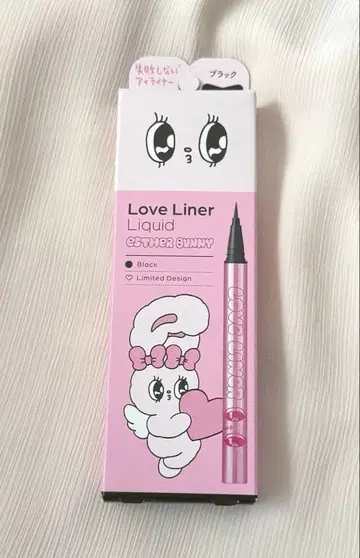 失敗しない
アイライナー
ブラック
Love Liner
Liquid
ESTHER BUNNY
Black
Limited Design